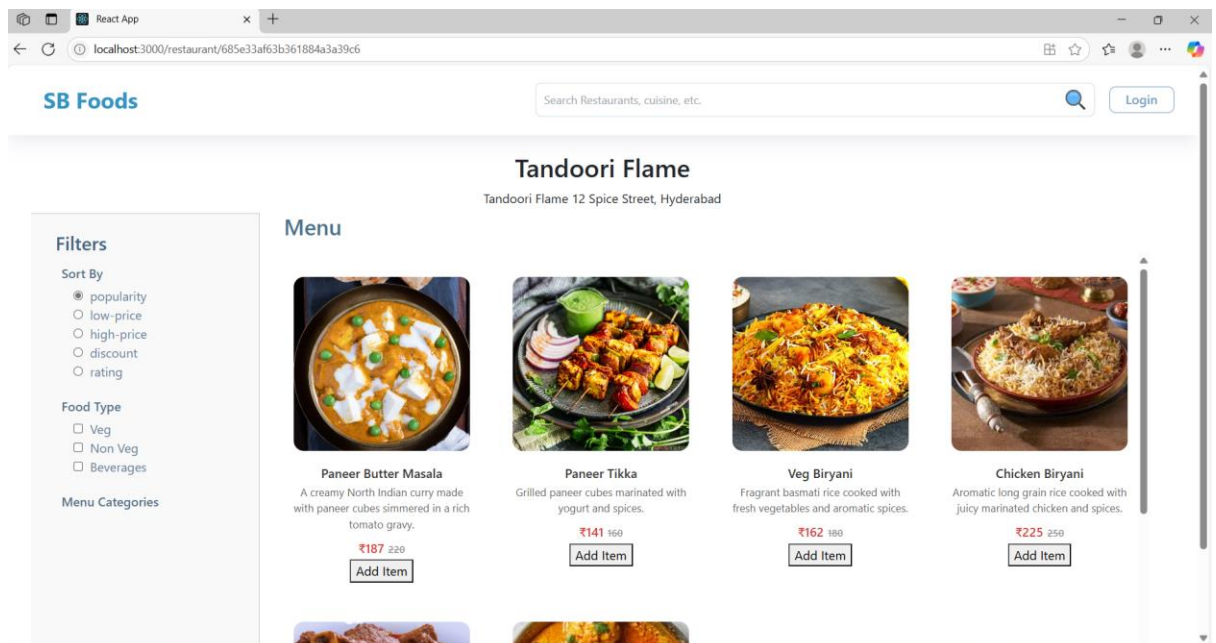 React App
localhost:3000/restaurant/685e33af63b361884a3a39c6
SB Foods
Search Restaurants, cuisine, etc.
Login
Tandoori Flame
Tandoori Flame 12 Spice Street, Hyderabad
Filters
Sort By
popularity
low-price
high-price
discount
rating
Food Type
Veg
Non Veg
Beverages
Menu Categories
Menu
Paneer Butter Masala
A creamy North Indian curry made
with paneer cubes simmered in a rich
tomato gravy.
₹187 220
Add Item
Paneer Tikka
Grilled paneer cubes marinated with
yogurt and spices.
₹141 160
Add Item
Veg Biryani
Fragrant basmati rice cooked with
fresh vegetables and aromatic spices.
₹162 180
Add Item
Chicken Biryani
Aromatic long grain rice cooked with
juicy marinated chicken and spices.
₹225 250
Add Item